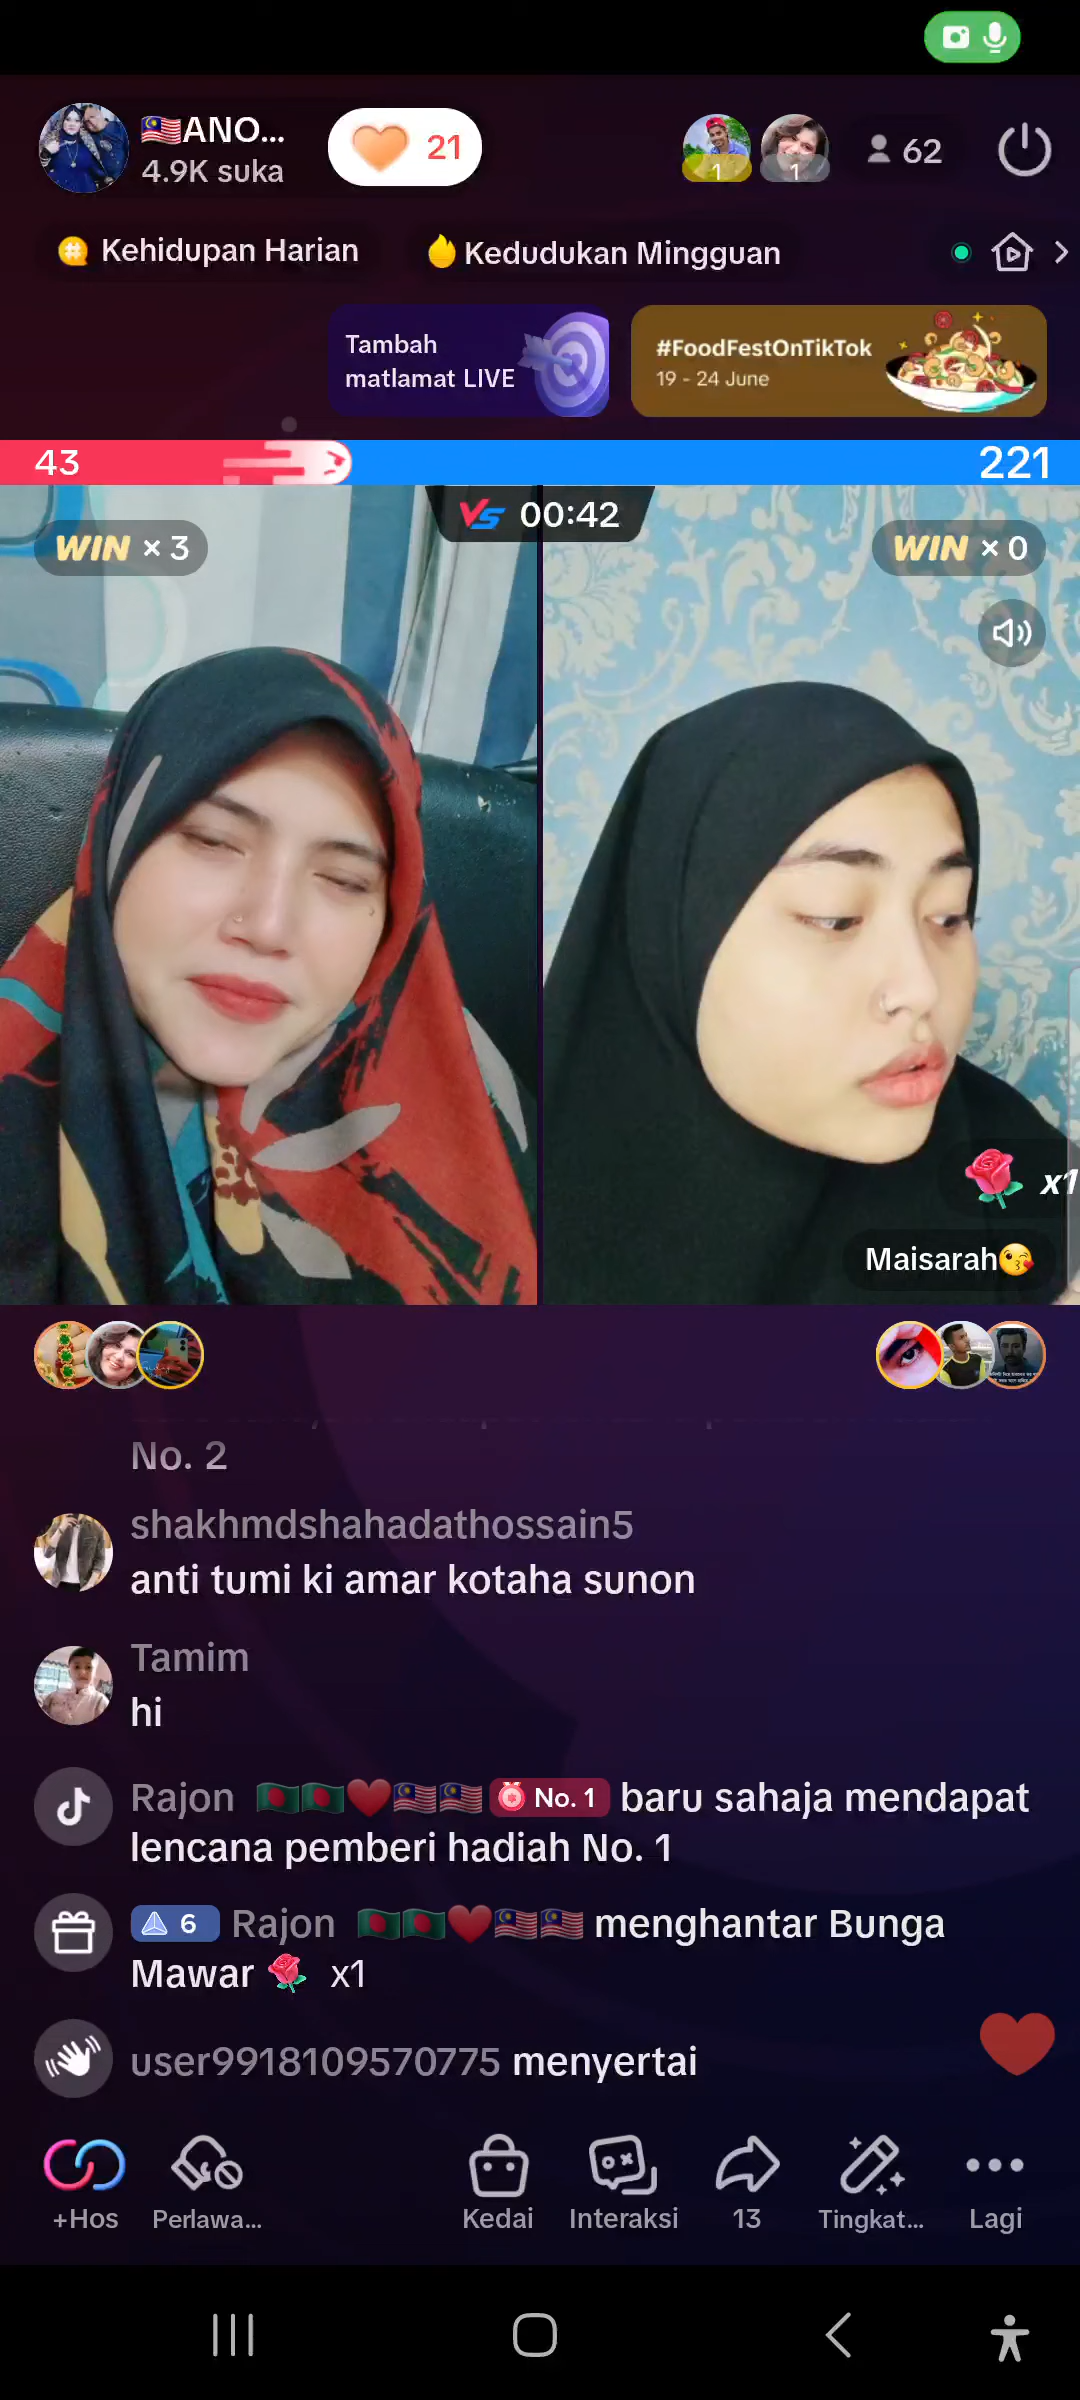 🇲🇾ANO...
4.9K suka
21
1
1
62
Kehidupan Harian
Kedudukan Mingguan
Tambah
matlamat LIVE
#FoodFestOnTikTok
19 - 24 June
43
221
VS 00:42
WIN × 3
WIN × 0
x1
Maisarah😘
No. 2
shakhmdshahadathossain5
anti tumi ki amar kotaha sunon
Tamim
hi
Rajon 🇧🇩🇧🇩❤️🇲🇾🇲🇾 No. 1 baru sahaja mendapat
lencana pemberi hadiah No. 1
6 Rajon 🇧🇩🇧🇩❤️🇲🇾🇲🇾 menghantar Bunga
Mawar 🌹 x1
user9918109570775 menyertai
+Hos
Perlawa...
Kedai
Interaksi
13
Tingkat...
Lagi